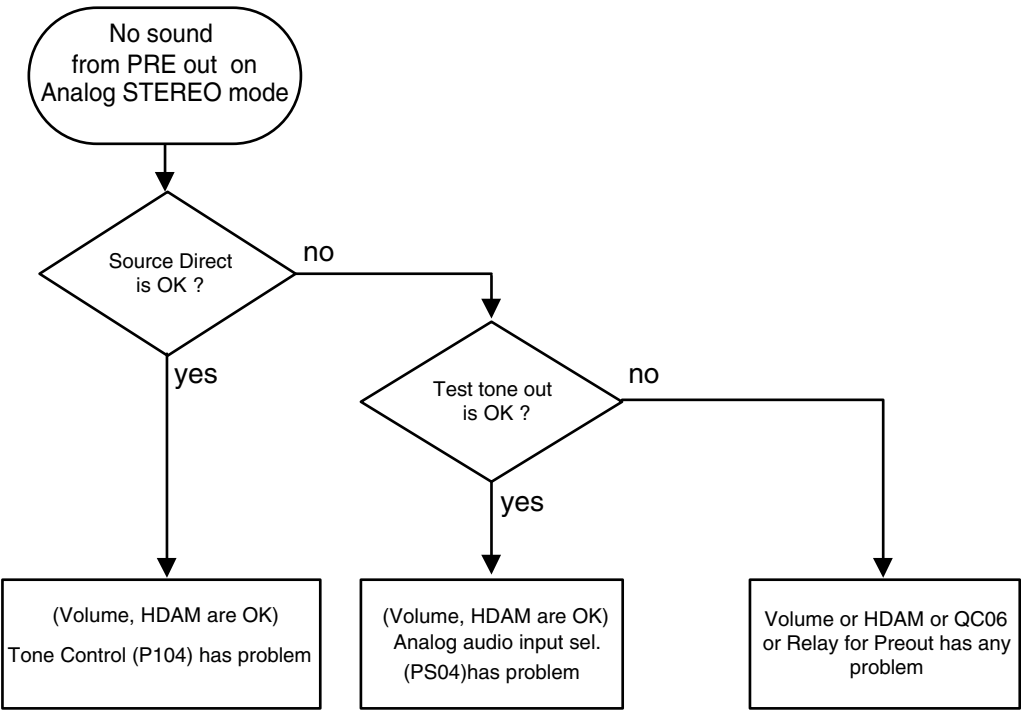 No sound
from PRE out on
Analog STEREO mode
Source Direct
is OK ?
no
yes
Test tone out
is OK ?
no
yes
(Volume, HDAM are OK)
Tone Control (P104) has problem
(Volume, HDAM are OK)
Analog audio input sel.
(PS04)has problem
Volume or HDAM or QC06
or Relay for Preout has any
problem